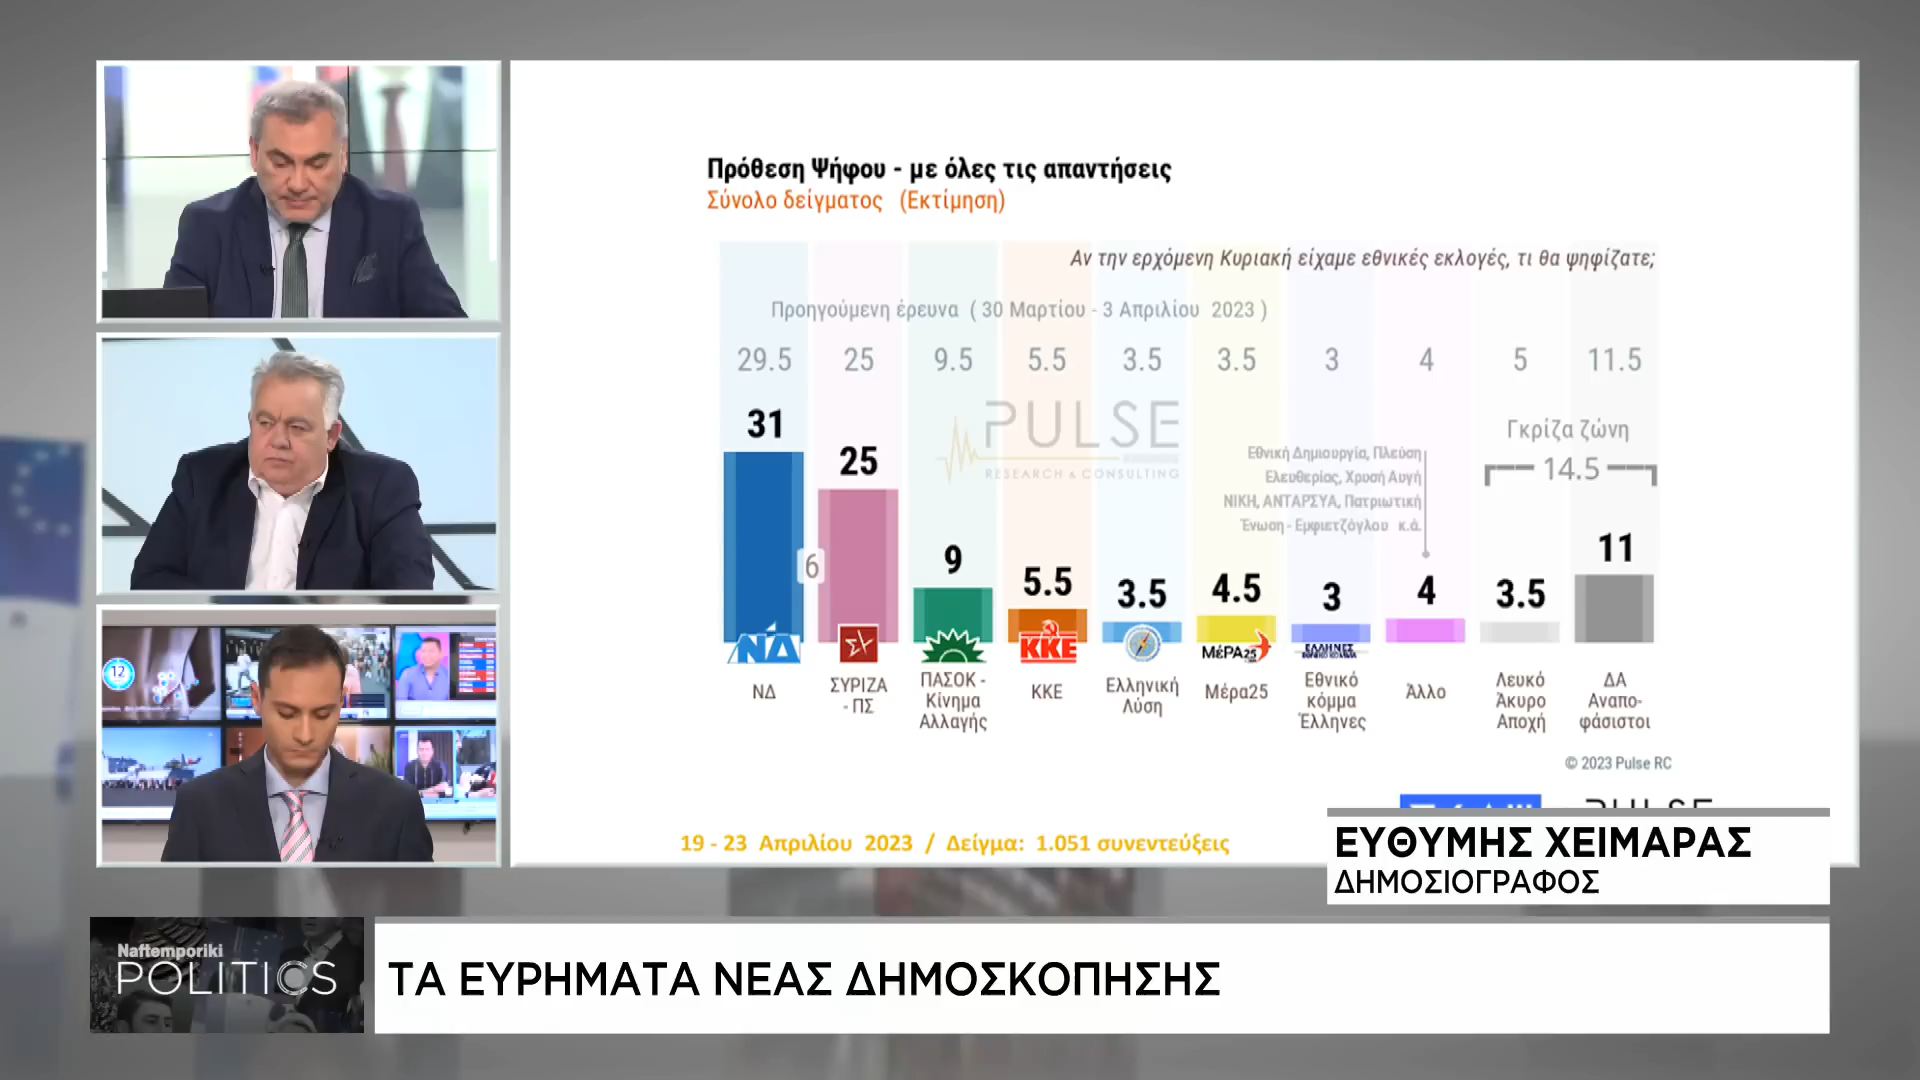 Πρόθεση Ψήφου - με όλες τις απαντήσεις
Σύνολο δείγματος (Εκτίμηση)
Αν την ερχόμενη Κυριακή είχαμε εθνικές εκλογές, τι θα ψηφίζατε;
Προηγούμενη έρευνα ( 30 Μαρτίου - 3 Απριλίου 2023 )
29.5 25 9.5 5.5 3.5 3.5 3 4 5 11.5
PULSE
RESEARCH & CONSULTING
Γκρίζα ζώνη
14.5
Εθνική Δημιουργία, Πλεύση
Ελευθερίας, Χρυσή Αυγή
ΝΙΚΗ, ΑΝΤΑΡΣΥΑ, Πατριωτική
Ένωση - Εμφιετζόγλου κ.ά.
31 25 9 5.5 3.5 4.5 3 4 3.5 11
6
ΝΔ
ΚΚΕ
ΜέΡΑ25
ΕΛΛΗΝΕΣ
ΝΔ
ΣΥΡΙΖΑ
- ΠΣ
ΠΑΣΟΚ -
Κίνημα
Αλλαγής
ΚΚΕ
Ελληνική
Λύση
Μέρα25
Εθνικό
κόμμα
Έλληνες
Άλλο
Λευκό
Άκυρο
Αποχή
ΔΑ
Αναπο-
φάσιστοι
© 2023 Pulse RC
PULSE
19 - 23 Απριλίου 2023 / Δείγμα: 1.051 συνεντεύξεις
ΕΥΘΥΜΗΣ ΧΕΙΜΑΡΑΣ
ΔΗΜΟΣΙΟΓΡΑΦΟΣ
Naftemporiki
POLITICS
ΤΑ ΕΥΡΗΜΑΤΑ ΝΕΑΣ ΔΗΜΟΣΚΟΠΗΣΗΣ
12